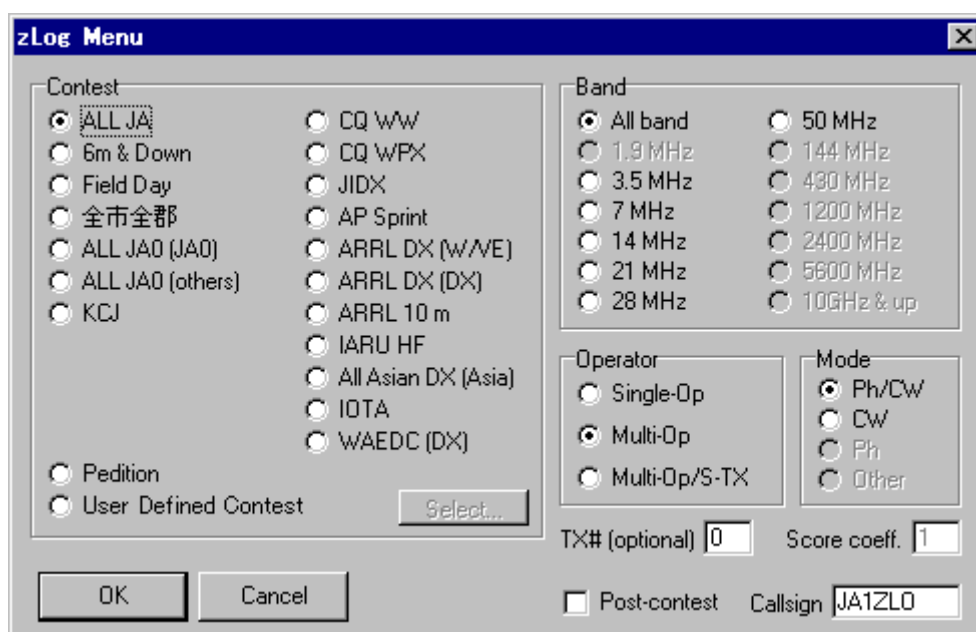 zLog Menu
Contest
ALL JA
6m & Down
Field Day
全市全郡
ALL JA0 (JA0)
ALL JA0 (others)
KCJ
CQ WW
CQ WPX
JIDX
AP Sprint
ARRL DX (W/VE)
ARRL DX (DX)
ARRL 10 m
IARU HF
All Asian DX (Asia)
IOTA
WAEDC (DX)
Pedition
User Defined Contest
Select...
Band
All band
1.9 MHz
3.5 MHz
7 MHz
14 MHz
21 MHz
28 MHz
50 MHz
144 MHz
430 MHz
1200 MHz
2400 MHz
5600 MHz
10GHz & up
Operator
Single-Op
Multi-Op
Multi-Op/S-TX
Mode
Ph/CW
CW
Ph
Other
TX# (optional) 0
Score coeff. 1
OK
Cancel
Post-contest
Callsign JA1ZLO